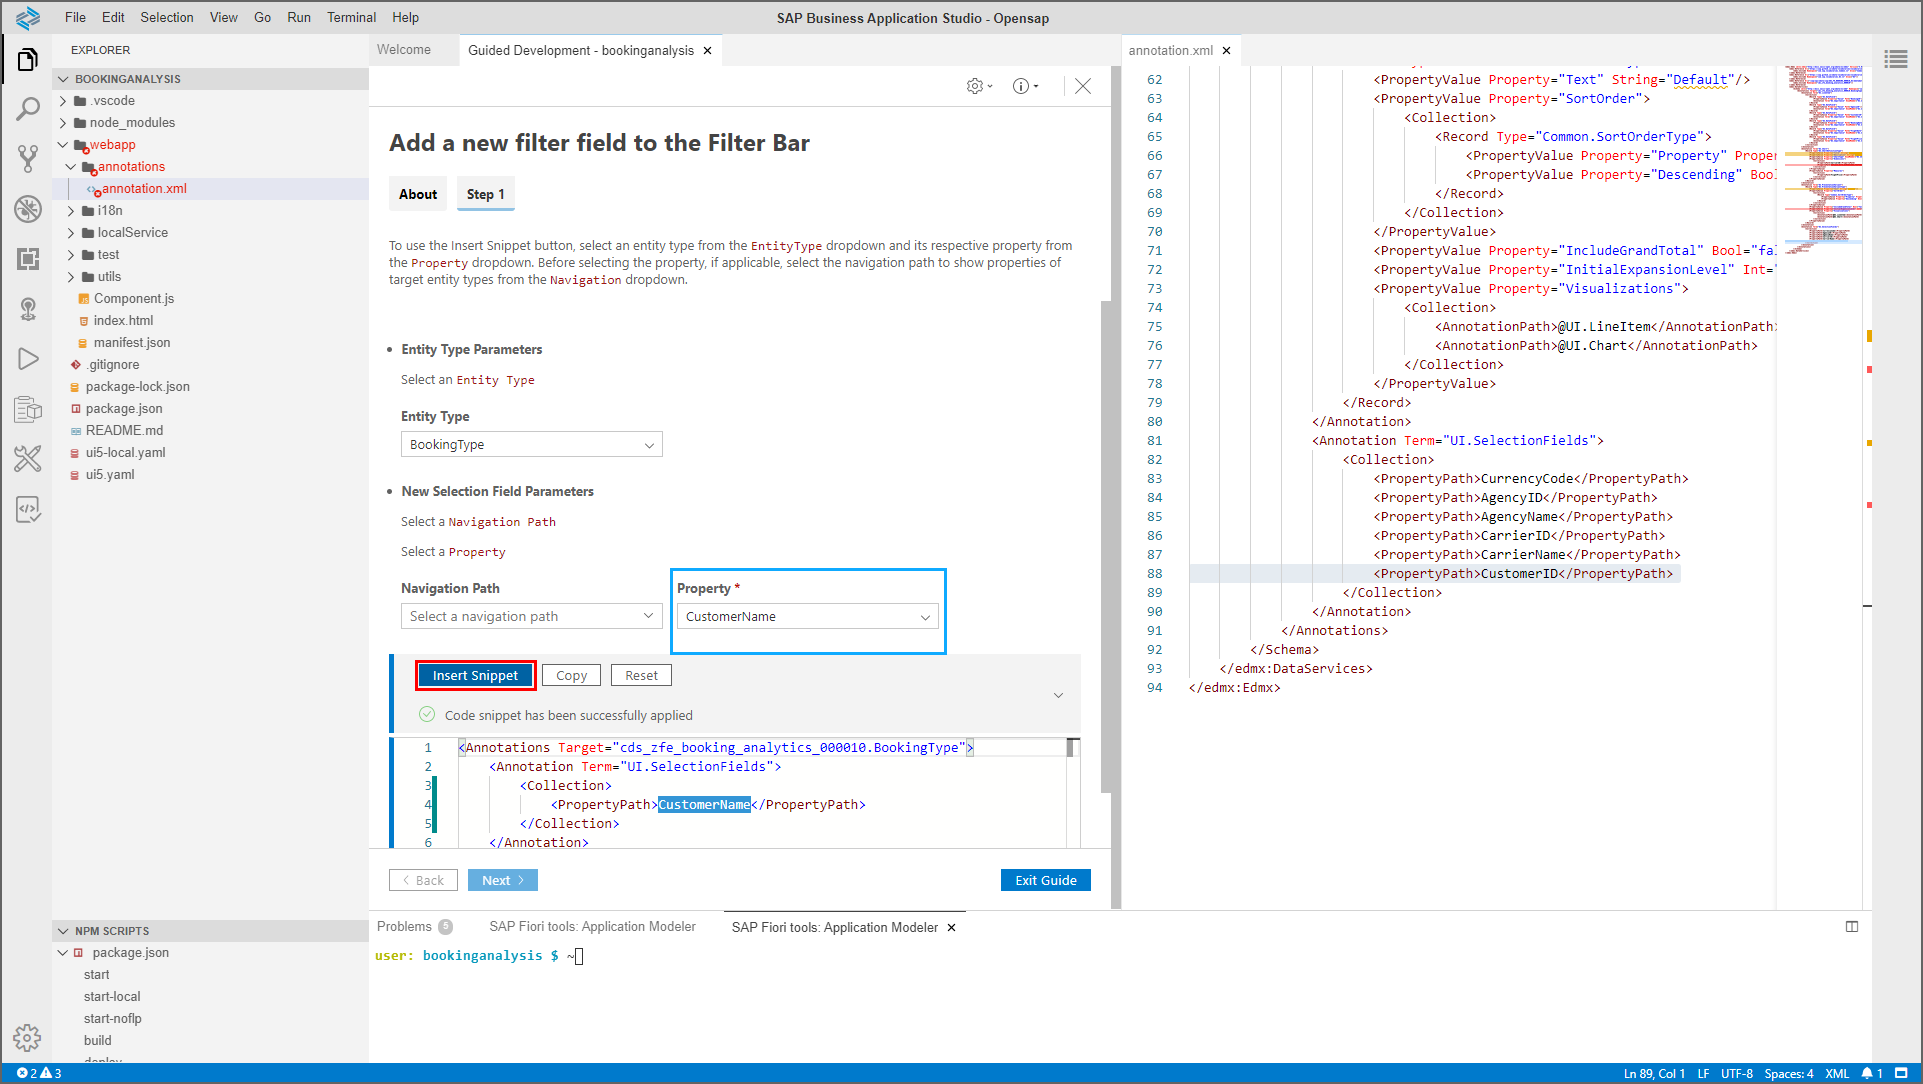 File Edit Selection View Go Run Terminal Help
SAP Business Application Studio - Opensap
EXPLORER
BOOKINGANALYSIS
.vscode
node_modules
webapp
annotations
annotation.xml
i18n
localService
test
utils
Component.js
index.html
manifest.json
.gitignore
package-lock.json
package.json
README.md
ui5-local.yaml
ui5.yaml
NPM SCRIPTS
package.json
start
start-local
start-noflp
build
deploy
Welcome
Guided Development - bookinganalysis
Add a new filter field to the Filter Bar
About
Step 1
To use the Insert Snippet button, select an entity type from the EntityType dropdown and its respective property from
the Property dropdown. Before selecting the property, if applicable, select the navigation path to show properties of
target entity types from the Navigation dropdown.
Entity Type Parameters
Select an Entity Type
Entity Type
BookingType
New Selection Field Parameters
Select a Navigation Path
Select a Property
Navigation Path
Select a navigation path
Property *
CustomerName
Insert Snippet
Copy
Reset
Code snippet has been successfully applied
1 <Annotations Target="cds_zfe_booking_analytics_000010.BookingType">
2 <Annotation Term="UI.SelectionFields">
3 <Collection>
4 <PropertyPath>CustomerName</PropertyPath>
5 </Collection>
6 </Annotation>
< Back
Next >
Exit Guide
annotation.xml
62 <PropertyValue Property="Text" String="Default"/>
63 <PropertyValue Property="SortOrder">
64 <Collection>
65 <Record Type="Common.SortOrderType">
66 <PropertyValue Property="Property" Proper
67 <PropertyValue Property="Descending" Bool
68 </Record>
69 </Collection>
70 </PropertyValue>
71 <PropertyValue Property="IncludeGrandTotal" Bool="fal
72 <PropertyValue Property="InitialExpansionLevel" Int="
73 <PropertyValue Property="Visualizations">
74 <Collection>
75 <AnnotationPath>@UI.LineItem</AnnotationPath>
76 <AnnotationPath>@UI.Chart</AnnotationPath>
77 </Collection>
78 </PropertyValue>
79 </Record>
80 </Annotation>
81 <Annotation Term="UI.SelectionFields">
82 <Collection>
83 <PropertyPath>CurrencyCode</PropertyPath>
84 <PropertyPath>AgencyID</PropertyPath>
85 <PropertyPath>AgencyName</PropertyPath>
86 <PropertyPath>CarrierID</PropertyPath>
87 <PropertyPath>CarrierName</PropertyPath>
88 <PropertyPath>CustomerID</PropertyPath>
89 </Collection>
90 </Annotation>
91 </Annotations>
92 </Schema>
93 </edmx:DataServices>
94 </edmx:Edmx>
Problems 5
SAP Fiori tools: Application Modeler
SAP Fiori tools: Application Modeler
user: bookinganalysis $ ~
2 3
Ln 89, Col 1 LF UTF-8 Spaces: 4 XML 1